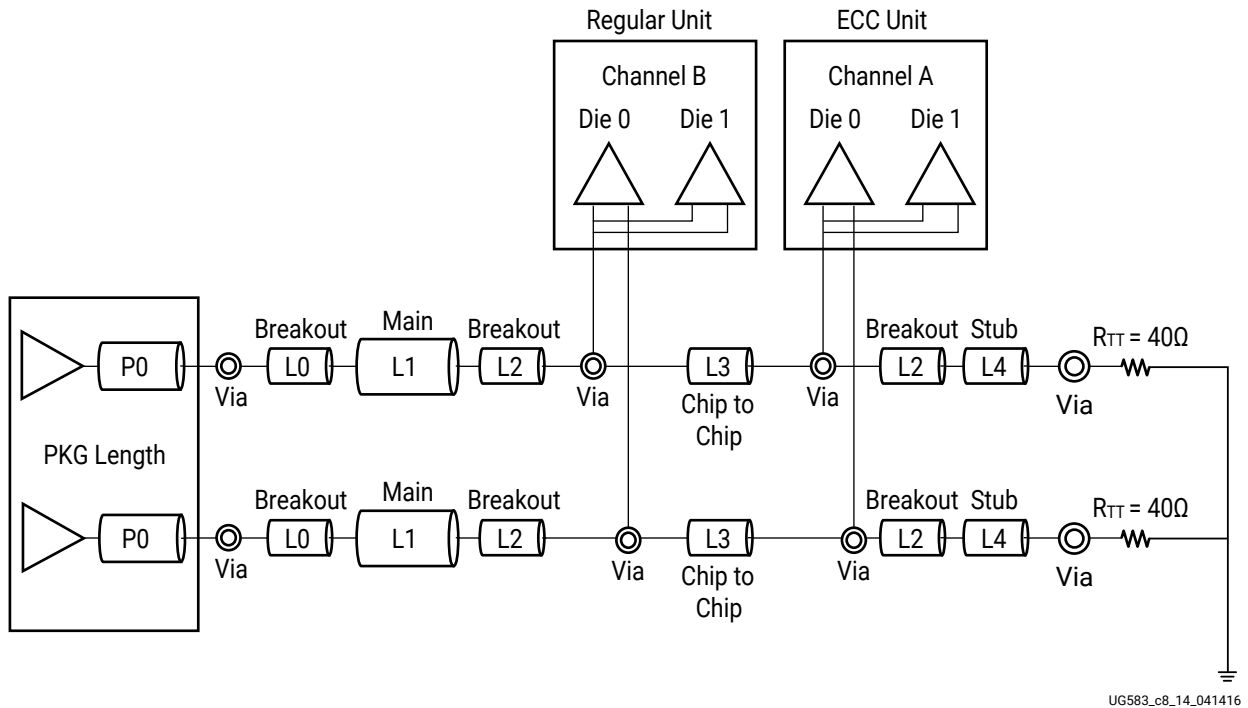 Regular Unit
ECC Unit
Channel B
Channel A
Die 0
Die 1
Die 0
Die 1
Breakout
Main
Breakout
Breakout
Stub
RTT = 40Ω
P0
L0
L1
L2
L3
L2
L4
Via
Via
Chip to
Chip
Via
Via
PKG Length
Breakout
Main
Breakout
Breakout
Stub
RTT = 40Ω
P0
L0
L1
L2
L3
L2
L4
Via
Via
Chip to
Chip
Via
Via
UG583_c8_14_041416